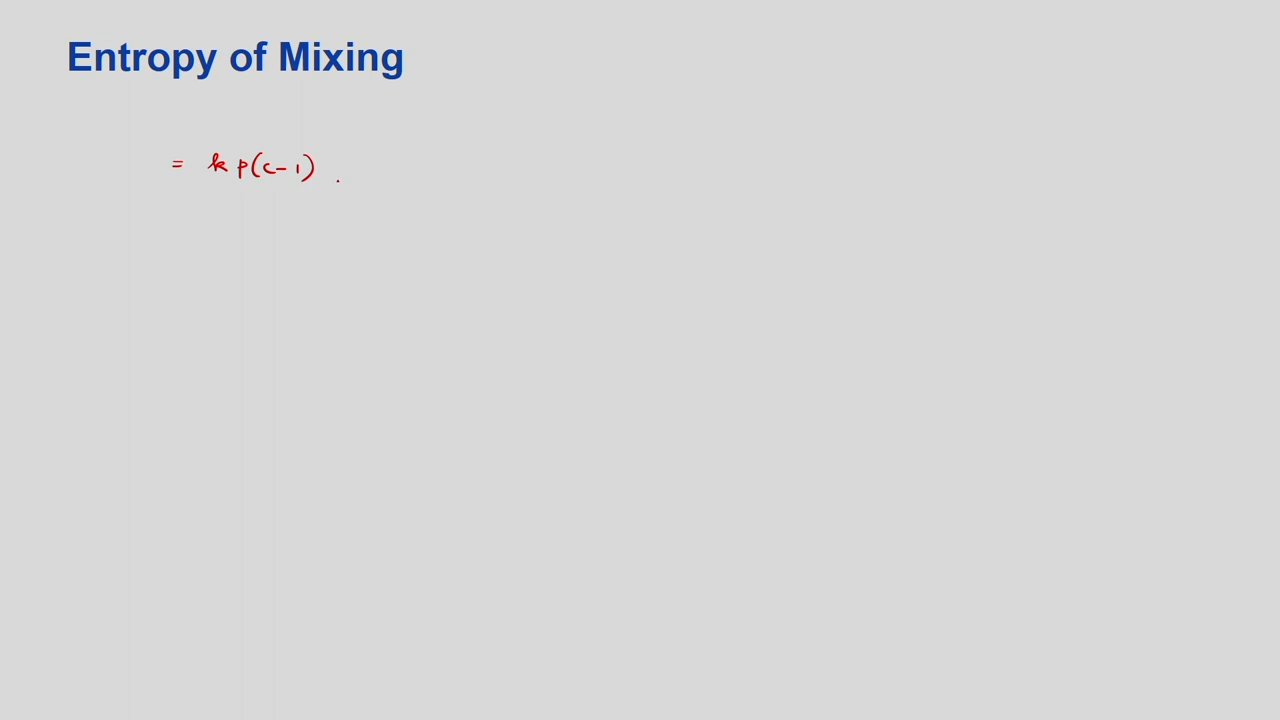 Entropy of Mixing
= k p(c-1) .